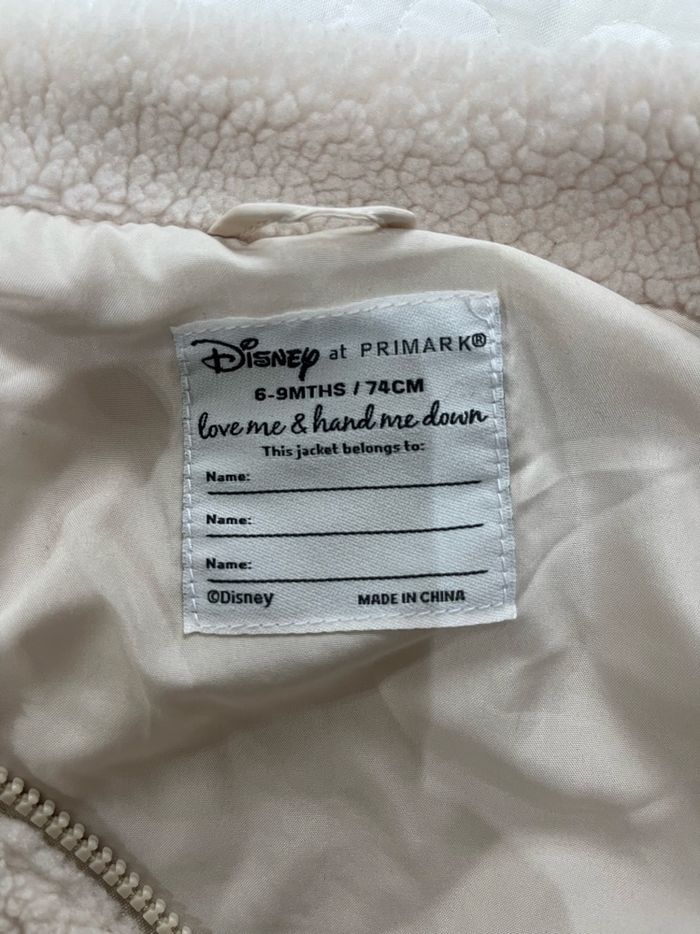 Disney at PRIMARK®
6-9MTHS / 74CM
love me & hand me down
This jacket belongs to:
Name:
Name:
Name:
©Disney MADE IN CHINA